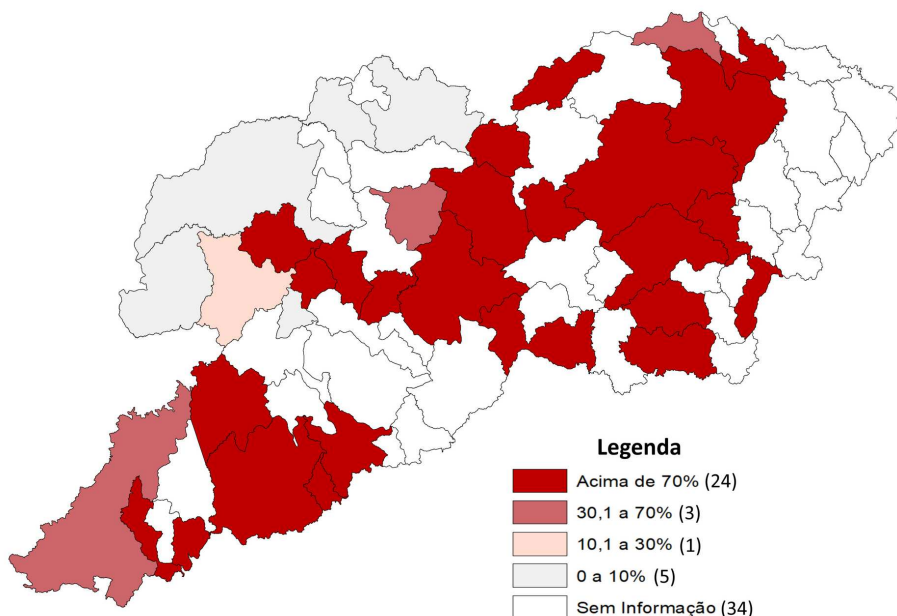 Legenda
Acima de 70% (24)
30,1 a 70% (3)
10,1 a 30% (1)
0 a 10% (5)
Sem Informação (34)